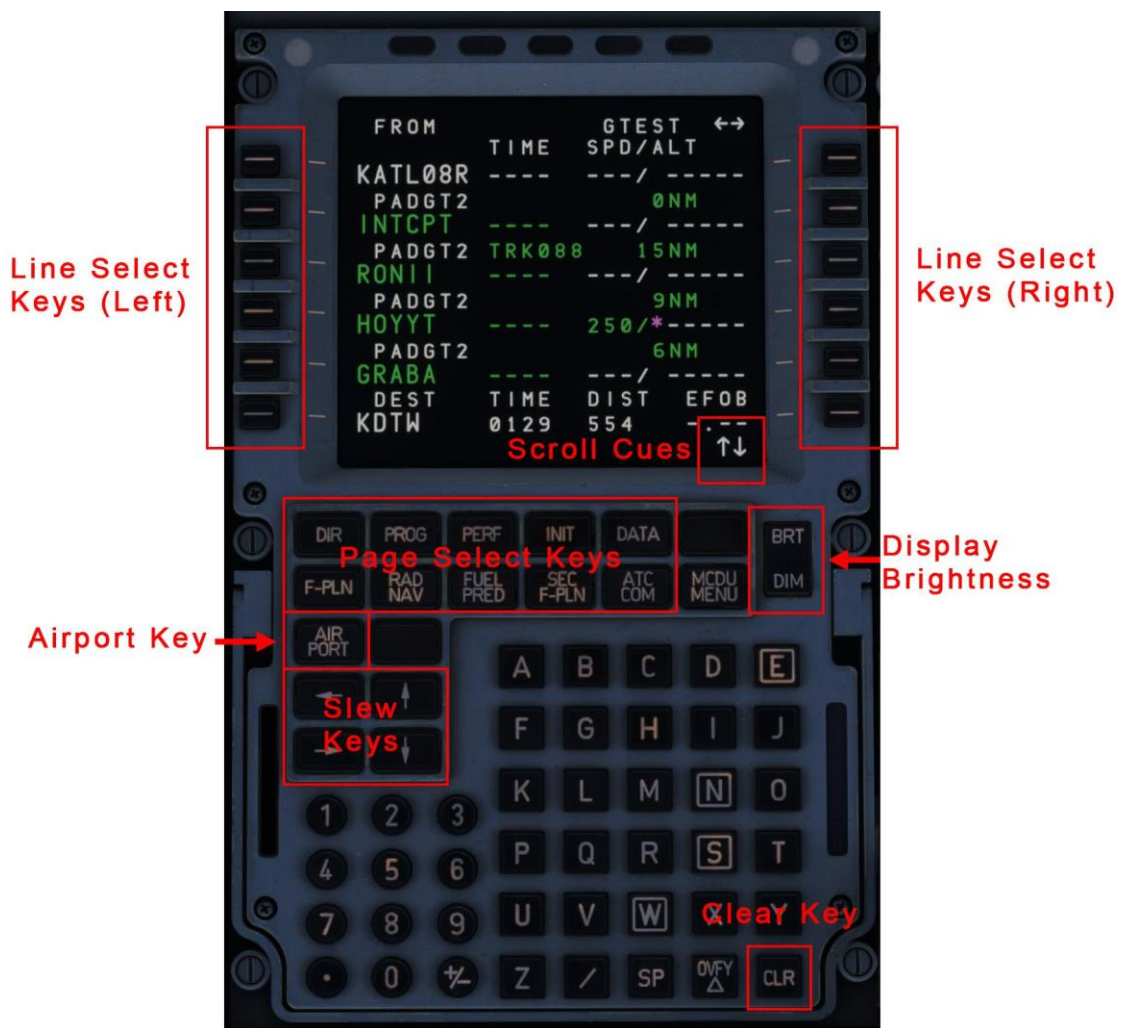 FROM GTEST ←→
TIME SPD/ALT
KATL08R ---- ---/ -----
PADGT2 0NM
INTCPT ---- ---/ -----
PADGT2 TRK088 15NM
RONII ---- ---/ -----
PADGT2 9NM
HOYYT ---- 250/*-----
PADGT2 6NM
GRABA ---- ---/ -----
DEST TIME DIST EFOB
KDTW 0129 554 -.--
↑↓
Line Select
Keys (Left)
Line Select
Keys (Right)
Scroll Cues
DIR PROG PERF INIT DATA
Page Select Keys
F-PLN RAD NAV FUEL PRED SEC F-PLN ATC COM MCDU MENU
BRT
DIM
Display
Brightness
Airport Key
AIR PORT
← ↑
Slew
Keys
→ ↓
A B C D E
F G H I J
K L M N O
P Q R S T
U V W X Y
Z / SP OVFY △ CLR
Clear Key
1 2 3
4 5 6
7 8 9
. 0 +/-